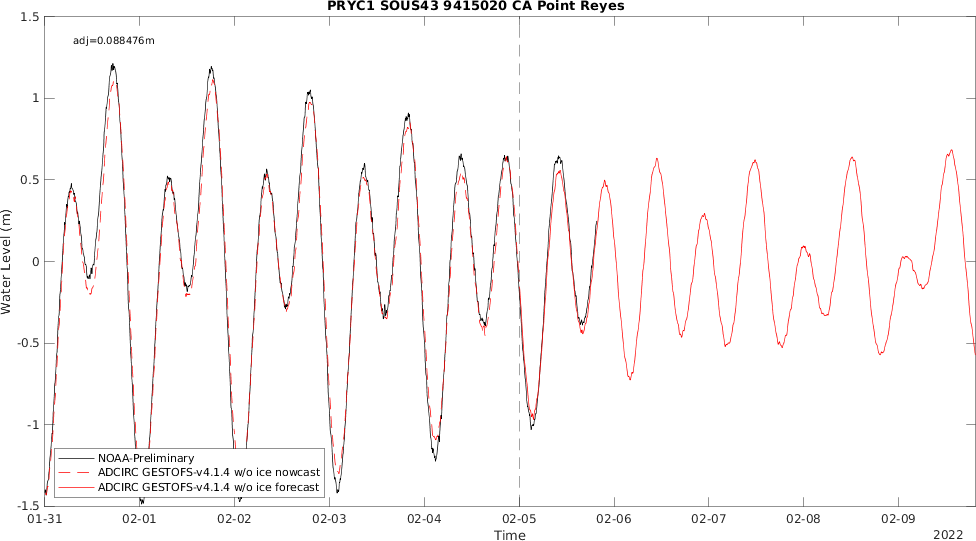 PRYC1 SOUS43 9415020 CA Point Reyes
adj=0.088476m
1.5
1
0.5
0
-0.5
-1
-1.5
Water Level (m)
NOAA-Preliminary
ADCIRC GESTOFS-v4.1.4 w/o ice nowcast
ADCIRC GESTOFS-v4.1.4 w/o ice forecast
01-31 02-01 02-02 02-03 02-04 02-05 02-06 02-07 02-08 02-09
Time
2022